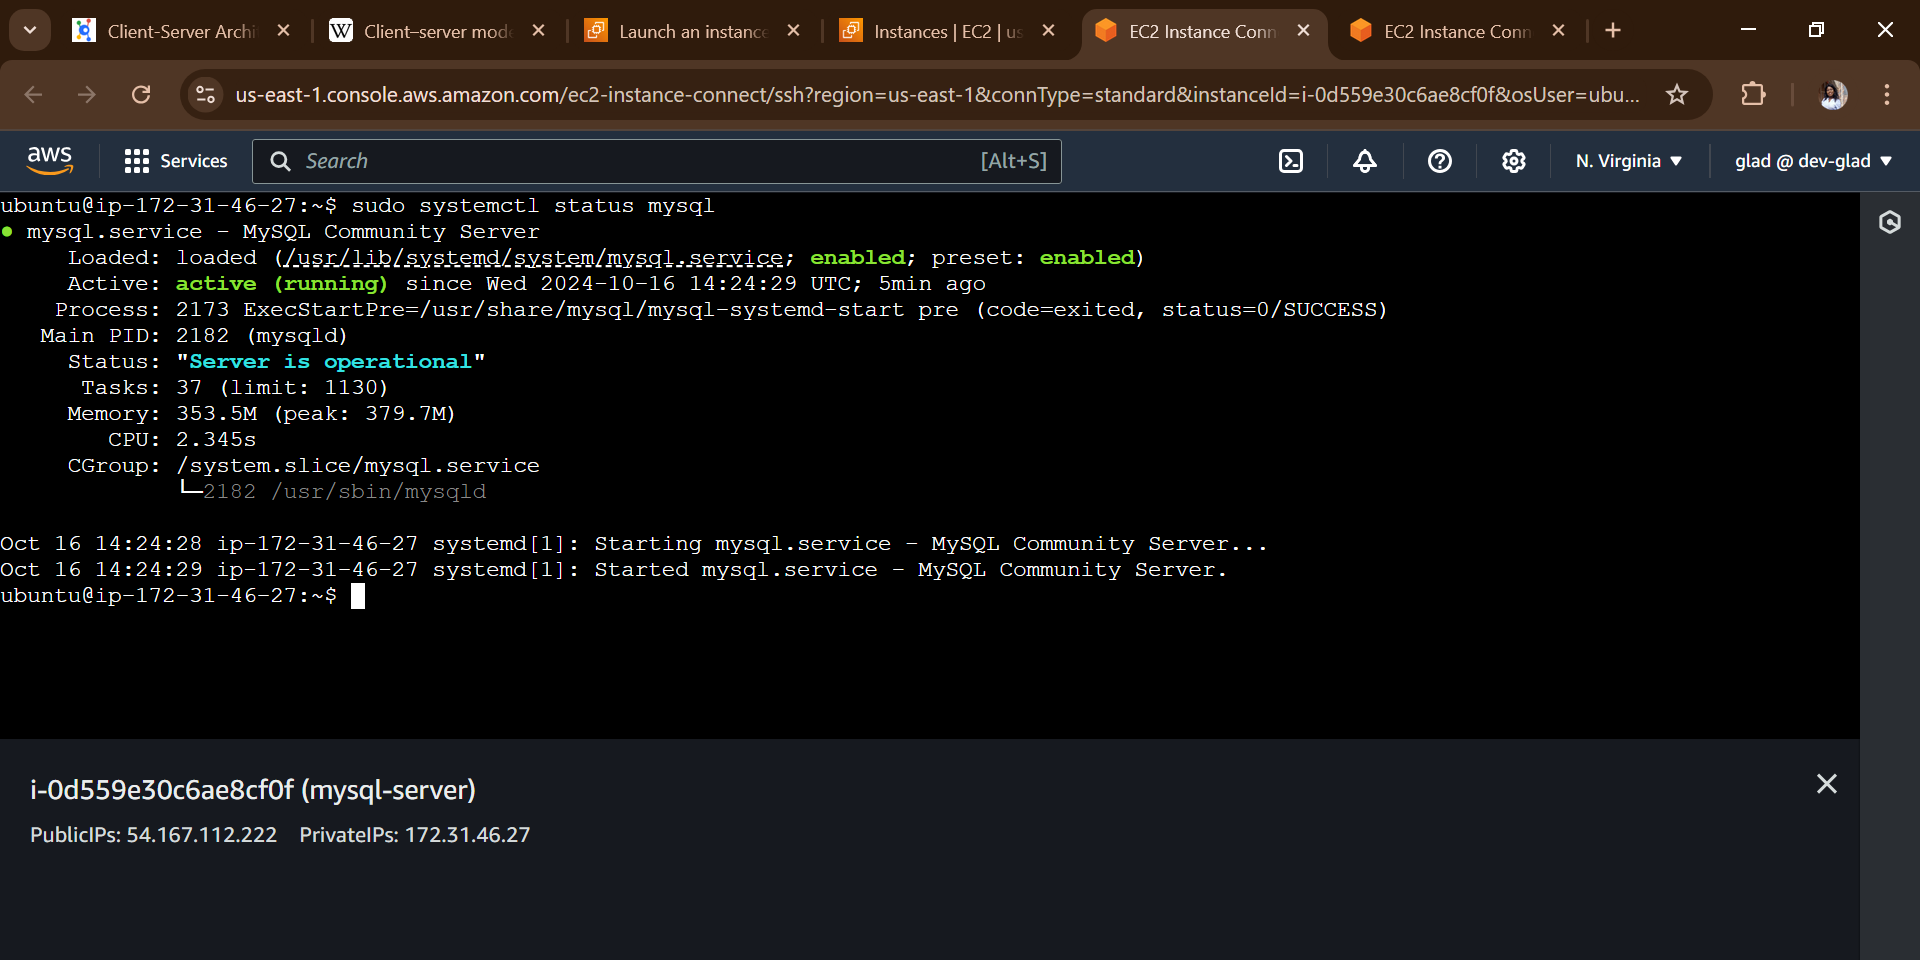 Client-Server Archi
Client–server mode
Launch an instance
Instances | EC2 | us
EC2 Instance Conn
EC2 Instance Conn
us-east-1.console.aws.amazon.com/ec2-instance-connect/ssh?region=us-east-1&connType=standard&instanceId=i-0d559e30c6ae8cf0f&osUser=ubu...
aws
Services
Search
[Alt+S]
N. Virginia
glad @ dev-glad
ubuntu@ip-172-31-46-27:~$ sudo systemctl status mysql
● mysql.service - MySQL Community Server
Loaded: loaded (/usr/lib/systemd/system/mysql.service; enabled; preset: enabled)
Active: active (running) since Wed 2024-10-16 14:24:29 UTC; 5min ago
Process: 2173 ExecStartPre=/usr/share/mysql/mysql-systemd-start pre (code=exited, status=0/SUCCESS)
Main PID: 2182 (mysqld)
Status: "Server is operational"
Tasks: 37 (limit: 1130)
Memory: 353.5M (peak: 379.7M)
CPU: 2.345s
CGroup: /system.slice/mysql.service
└─2182 /usr/sbin/mysqld
Oct 16 14:24:28 ip-172-31-46-27 systemd[1]: Starting mysql.service - MySQL Community Server...
Oct 16 14:24:29 ip-172-31-46-27 systemd[1]: Started mysql.service - MySQL Community Server.
ubuntu@ip-172-31-46-27:~$
i-0d559e30c6ae8cf0f (mysql-server)
PublicIPs: 54.167.112.222 PrivateIPs: 172.31.46.27